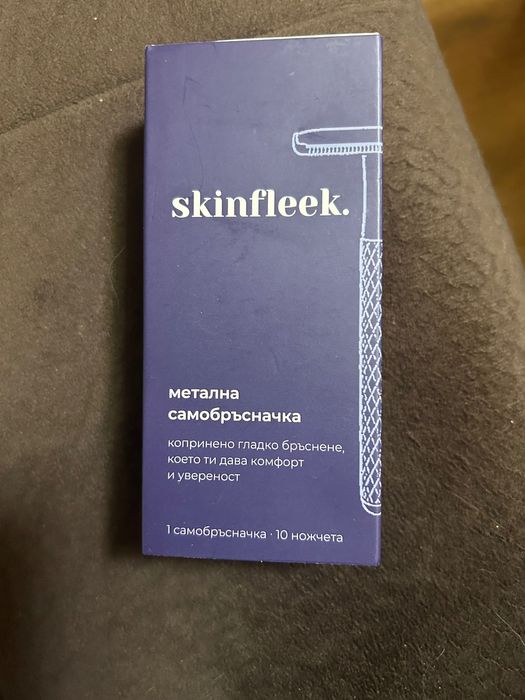 skinfleek.
метална
самобръсначка
копринено гладко бръснене,
което ти дава комфорт
и увереност
1 самобръсначка · 10 ножчета